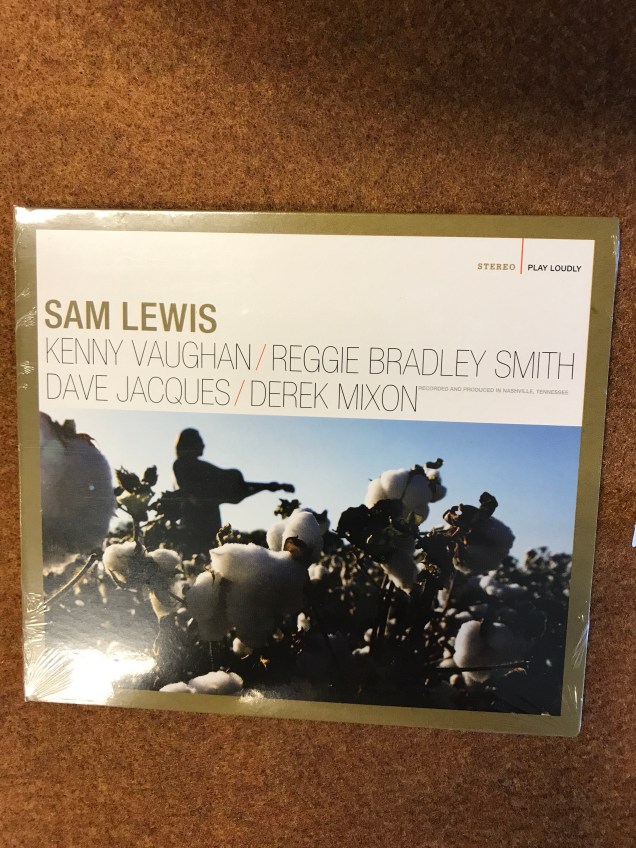 STEREO | PLAY LOUDLY
SAM LEWIS
KENNY VAUGHAN / REGGIE BRADLEY SMITH
DAVE JACQUES / DEREK MIXON RECORDED AND PRODUCED IN NASHVILLE, TENNESSEE